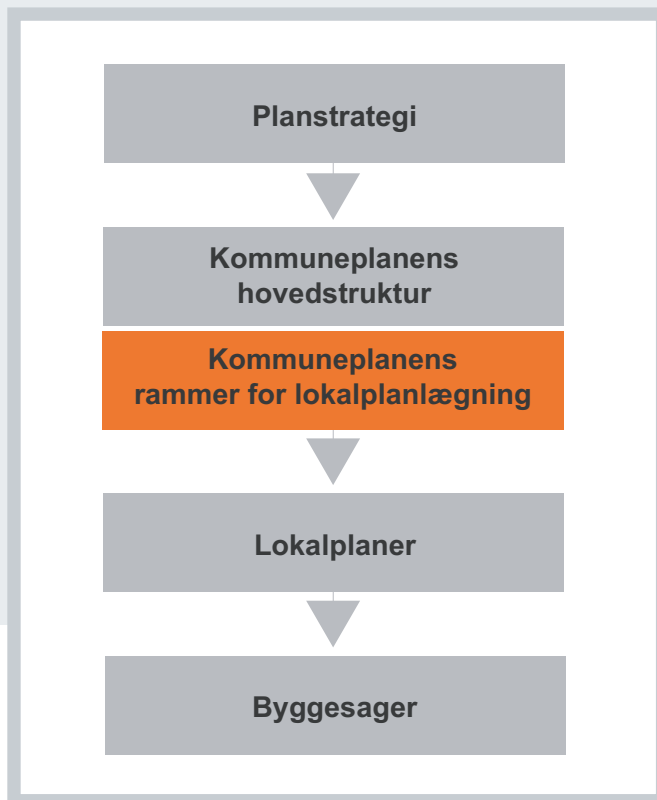 Planstrategi
Kommuneplanens
hovedstruktur
Kommuneplanens
rammer for lokalplanlægning
Lokalplaner
Byggesager